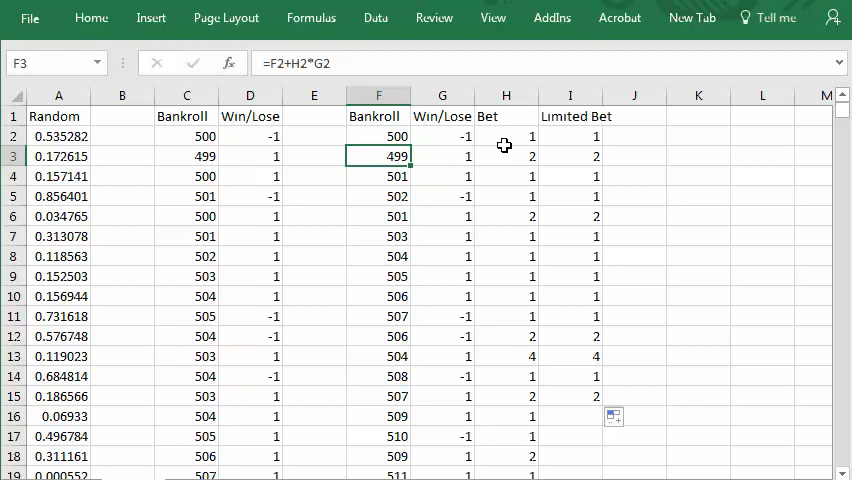 File Home Insert Page Layout Formulas Data Review View AddIns Acrobat New Tab Tell me
F3 fx =F2+H2*G2
A B C D E F G H I J K L M
1 Random Bankroll Win/Lose Bankroll Win/Lose Bet Limited Bet
2 0.535282 500 -1 500 -1 1 1
3 0.172615 499 1 499 1 2 2
4 0.157141 500 1 501 1 1 1
5 0.856401 501 -1 502 -1 1 1
6 0.034765 500 1 501 1 2 2
7 0.313078 501 1 503 1 1 1
8 0.118563 502 1 504 1 1 1
9 0.152503 503 1 505 1 1 1
10 0.156944 504 1 506 1 1 1
11 0.731618 505 -1 507 -1 1 1
12 0.576748 504 -1 506 -1 2 2
13 0.119023 503 1 504 1 4 4
14 0.684814 504 -1 508 -1 1 1
15 0.186566 503 1 507 1 2 2
16 0.06933 504 1 509 1 1
17 0.496784 505 1 510 -1 1
18 0.311161 506 1 509 1 2
19 0.000552 507 1 511 1 1